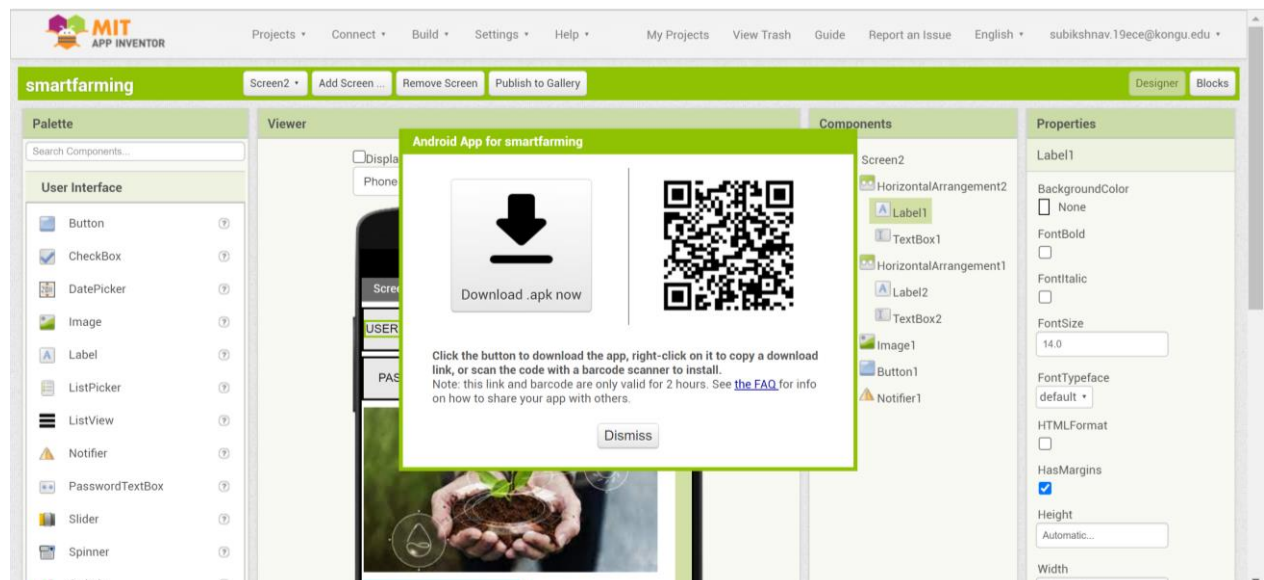 MIT
APP INVENTOR
Projects Connect Build Settings Help My Projects View Trash Guide Report an Issue English subikshnav.19ece@kongu.edu
smartfarming Screen2 Add Screen ... Remove Screen Publish to Gallery Designer Blocks
Palette
Search Components...
User Interface
Button
CheckBox
DatePicker
Image
Label
ListPicker
ListView
Notifier
PasswordTextBox
Slider
Spinner
Viewer
Displa
Phone
Scre
USER
PAS
Android App for smartfarming
Download .apk now
Click the button to download the app, right-click on it to copy a download
link, or scan the code with a barcode scanner to install.
Note: this link and barcode are only valid for 2 hours. See the FAQ for info
on how to share your app with others.
Dismiss
Components
Screen2
HorizontalArrangement2
Label1
TextBox1
HorizontalArrangement1
Label2
TextBox2
Image1
Button1
Notifier1
Properties
Label1
BackgroundColor
None
FontBold
FontItalic
FontSize
14.0
FontTypeface
default
HTMLFormat
HasMargins
Height
Automatic...
Width